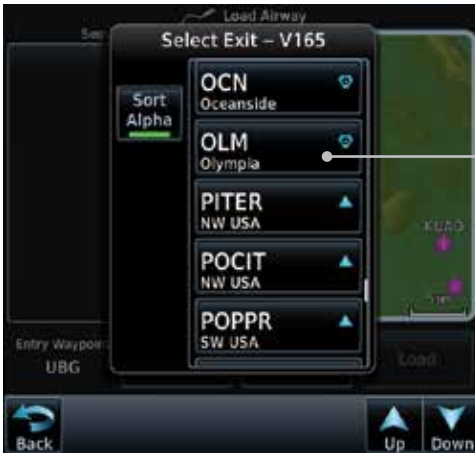 Load Airway
Select Exit – V165
Sort
Alpha
OCN
Oceanside
OLM
Olympia
PITER
NW USA
POCIT
NW USA
POPPR
SW USA
KUAO
Entry Waypoint
UBG
Load
Back
Up
Down